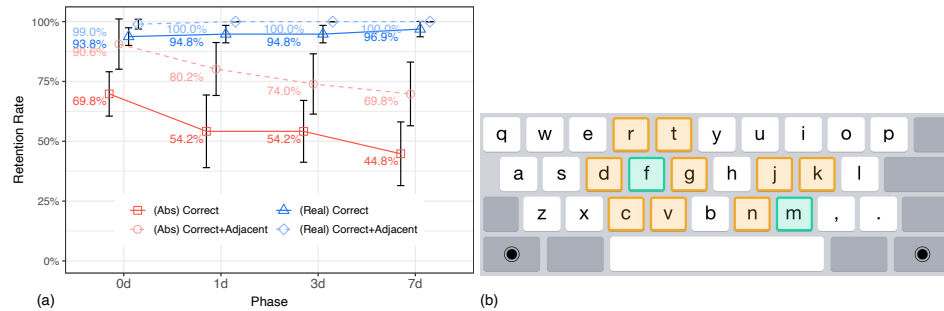 100%
75%
50%
25%
0%
Retention Rate
99.0%
93.8%
90.6%
69.8%
100.0%
94.8%
80.2%
54.2%
100.0%
94.8%
74.0%
54.2%
100.0%
96.9%
69.8%
44.8%
(Abs) Correct
(Real) Correct
(Abs) Correct+Adjacent
(Real) Correct+Adjacent
0d
1d
3d
7d
Phase
(a)
q w e r t y u i o p
a s d f g h j k l
z x c v b n m , .
(b)